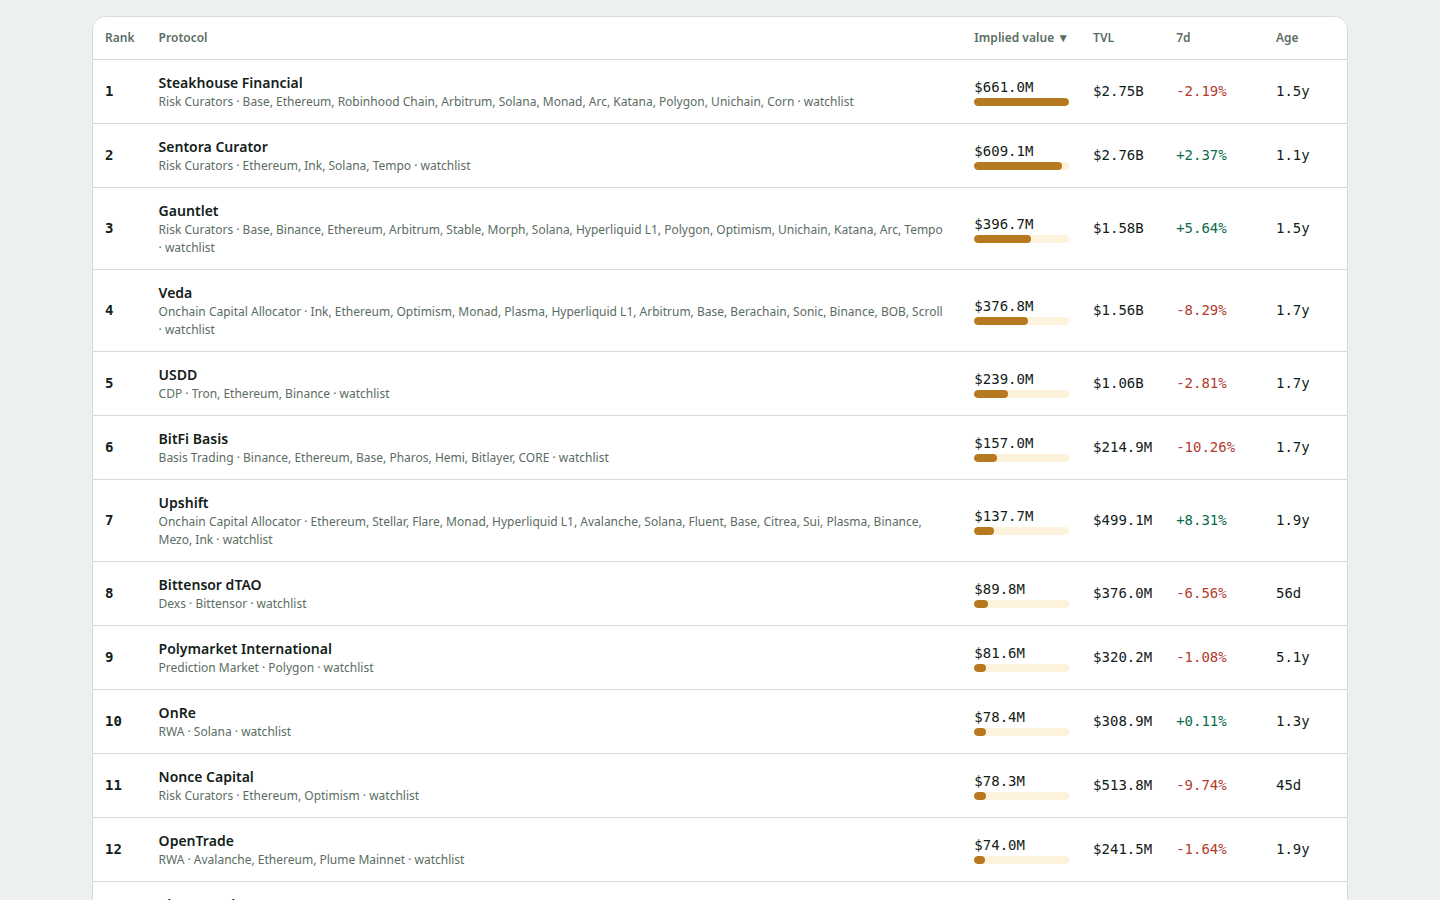 Rank Protocol Implied value ▼ TVL 7d Age
1 Steakhouse Financial $661.0M $2.75B -2.19% 1.5y
Risk Curators · Base, Ethereum, Robinhood Chain, Arbitrum, Solana, Monad, Arc, Katana, Polygon, Unichain, Corn · watchlist
2 Sentora Curator $609.1M $2.76B +2.37% 1.1y
Risk Curators · Ethereum, Ink, Solana, Tempo · watchlist
3 Gauntlet $396.7M $1.58B +5.64% 1.5y
Risk Curators · Base, Binance, Ethereum, Arbitrum, Stable, Morph, Solana, Hyperliquid L1, Polygon, Optimism, Unichain, Katana, Arc, Tempo
· watchlist
4 Veda $376.8M $1.56B -8.29% 1.7y
Onchain Capital Allocator · Ink, Ethereum, Optimism, Monad, Plasma, Hyperliquid L1, Arbitrum, Base, Berachain, Sonic, Binance, BOB, Scroll
· watchlist
5 USDD $239.0M $1.06B -2.81% 1.7y
CDP · Tron, Ethereum, Binance · watchlist
6 BitFi Basis $157.0M $214.9M -10.26% 1.7y
Basis Trading · Binance, Ethereum, Base, Pharos, Hemi, Bitlayer, CORE · watchlist
7 Upshift $137.7M $499.1M +8.31% 1.9y
Onchain Capital Allocator · Ethereum, Stellar, Flare, Monad, Hyperliquid L1, Avalanche, Solana, Fluent, Base, Citrea, Sui, Plasma, Binance,
Mezo, Ink · watchlist
8 Bittensor dTAO $89.8M $376.0M -6.56% 56d
Dexs · Bittensor · watchlist
9 Polymarket International $81.6M $320.2M -1.08% 5.1y
Prediction Market · Polygon · watchlist
10 OnRe $78.4M $308.9M +0.11% 1.3y
RWA · Solana · watchlist
11 Nonce Capital $78.3M $513.8M -9.74% 45d
Risk Curators · Ethereum, Optimism · watchlist
12 OpenTrade $74.0M $241.5M -1.64% 1.9y
RWA · Avalanche, Ethereum, Plume Mainnet · watchlist